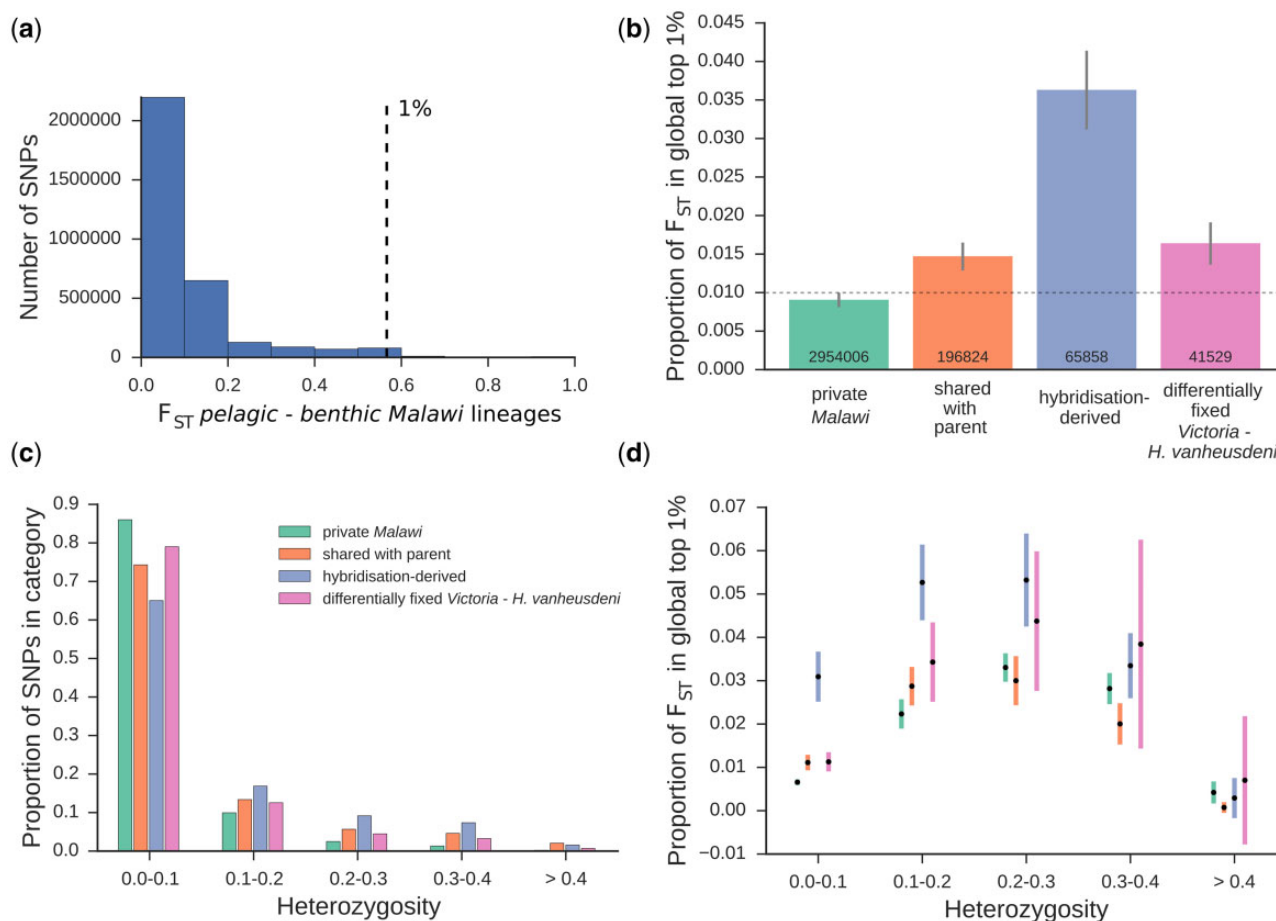 (a)
Number of SNPs
2000000
1500000
1000000
500000
0
1%
0.0 0.2 0.4 0.6 0.8 1.0
FST pelagic - benthic Malawi lineages
(b)
Proportion of FST in global top 1%
0.045
0.040
0.035
0.030
0.025
0.020
0.015
0.010
0.005
0.000
2954006 196824 65858 41529
private
Malawi
shared
with
parent
hybridisation-
derived
differentially
fixed
Victoria -
H. vanheusdeni
(c)
Proportion of SNPs in category
0.9
0.8
0.7
0.6
0.5
0.4
0.3
0.2
0.1
0.0
private Malawi
shared with parent
hybridisation-derived
differentially fixed Victoria - H. vanheusdeni
0.0-0.1 0.1-0.2 0.2-0.3 0.3-0.4 > 0.4
Heterozygosity
(d)
Proportion of FST in global top 1%
0.07
0.06
0.05
0.04
0.03
0.02
0.01
0.00
−0.01
0.0-0.1 0.1-0.2 0.2-0.3 0.3-0.4 > 0.4
Heterozygosity